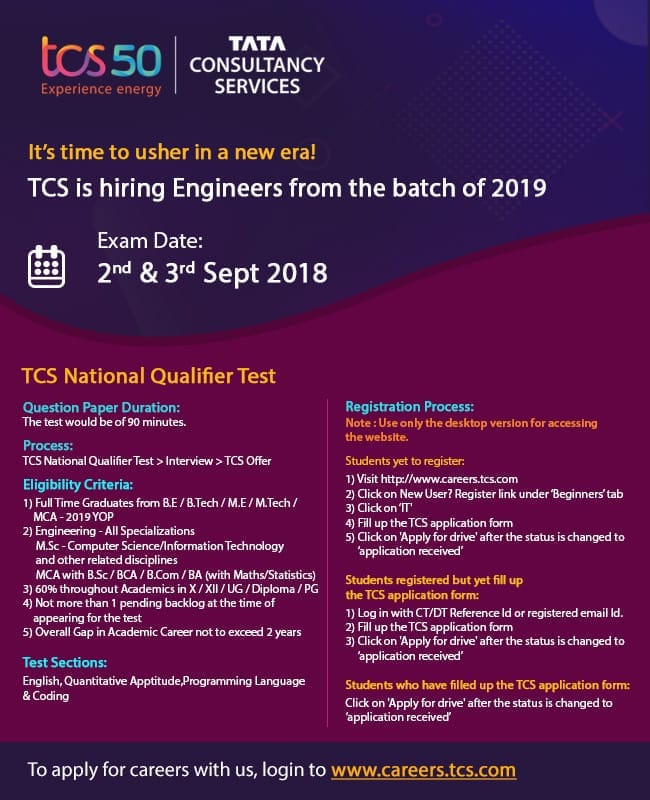 tcs 50
Experience energy
TATA
CONSULTANCY
SERVICES
It's time to usher in a new era!
TCS is hiring Engineers from the batch of 2019
Exam Date:
2nd & 3rd Sept 2018
TCS National Qualifier Test
Question Paper Duration:
The test would be of 90 minutes.
Process:
TCS National Qualifier Test > Interview > TCS Offer
Eligibility Criteria:
1) Full Time Graduates from B.E / B.Tech / M.E / M.Tech /
MCA - 2019 YOP
2) Engineering - All Specializations
M.Sc - Computer Science/Information Technology
and other related disciplines
MCA with B.Sc / BCA / B.Com / BA (with Maths/Statistics)
3) 60% throughout Academics in X / XII / UG / Diploma / PG
4) Not more than 1 pending backlog at the time of
appearing for the test
5) Overall Gap in Academic Career not to exceed 2 years
Test Sections:
English, Quantitative Apptitude,Programming Language
& Coding
Registration Process:
Note : Use only the desktop version for accessing
the website.
Students yet to register:
1) Visit http://www.careers.tcs.com
2) Click on New User? Register link under 'Beginners' tab
3) Click on 'IT'
4) Fill up the TCS application form
5) Click on 'Apply for drive' after the status is changed to
'application received'
Students registered but yet fill up
the TCS application form:
1) Log in with CT/DT Reference Id or registered email Id.
2) Fill up the TCS application form
3) Click on 'Apply for drive' after the status is changed to
'application received'
Students who have filled up the TCS application form:
Click on 'Apply for drive' after the status is changed to
'application received'
To apply for careers with us, login to www.careers.tcs.com